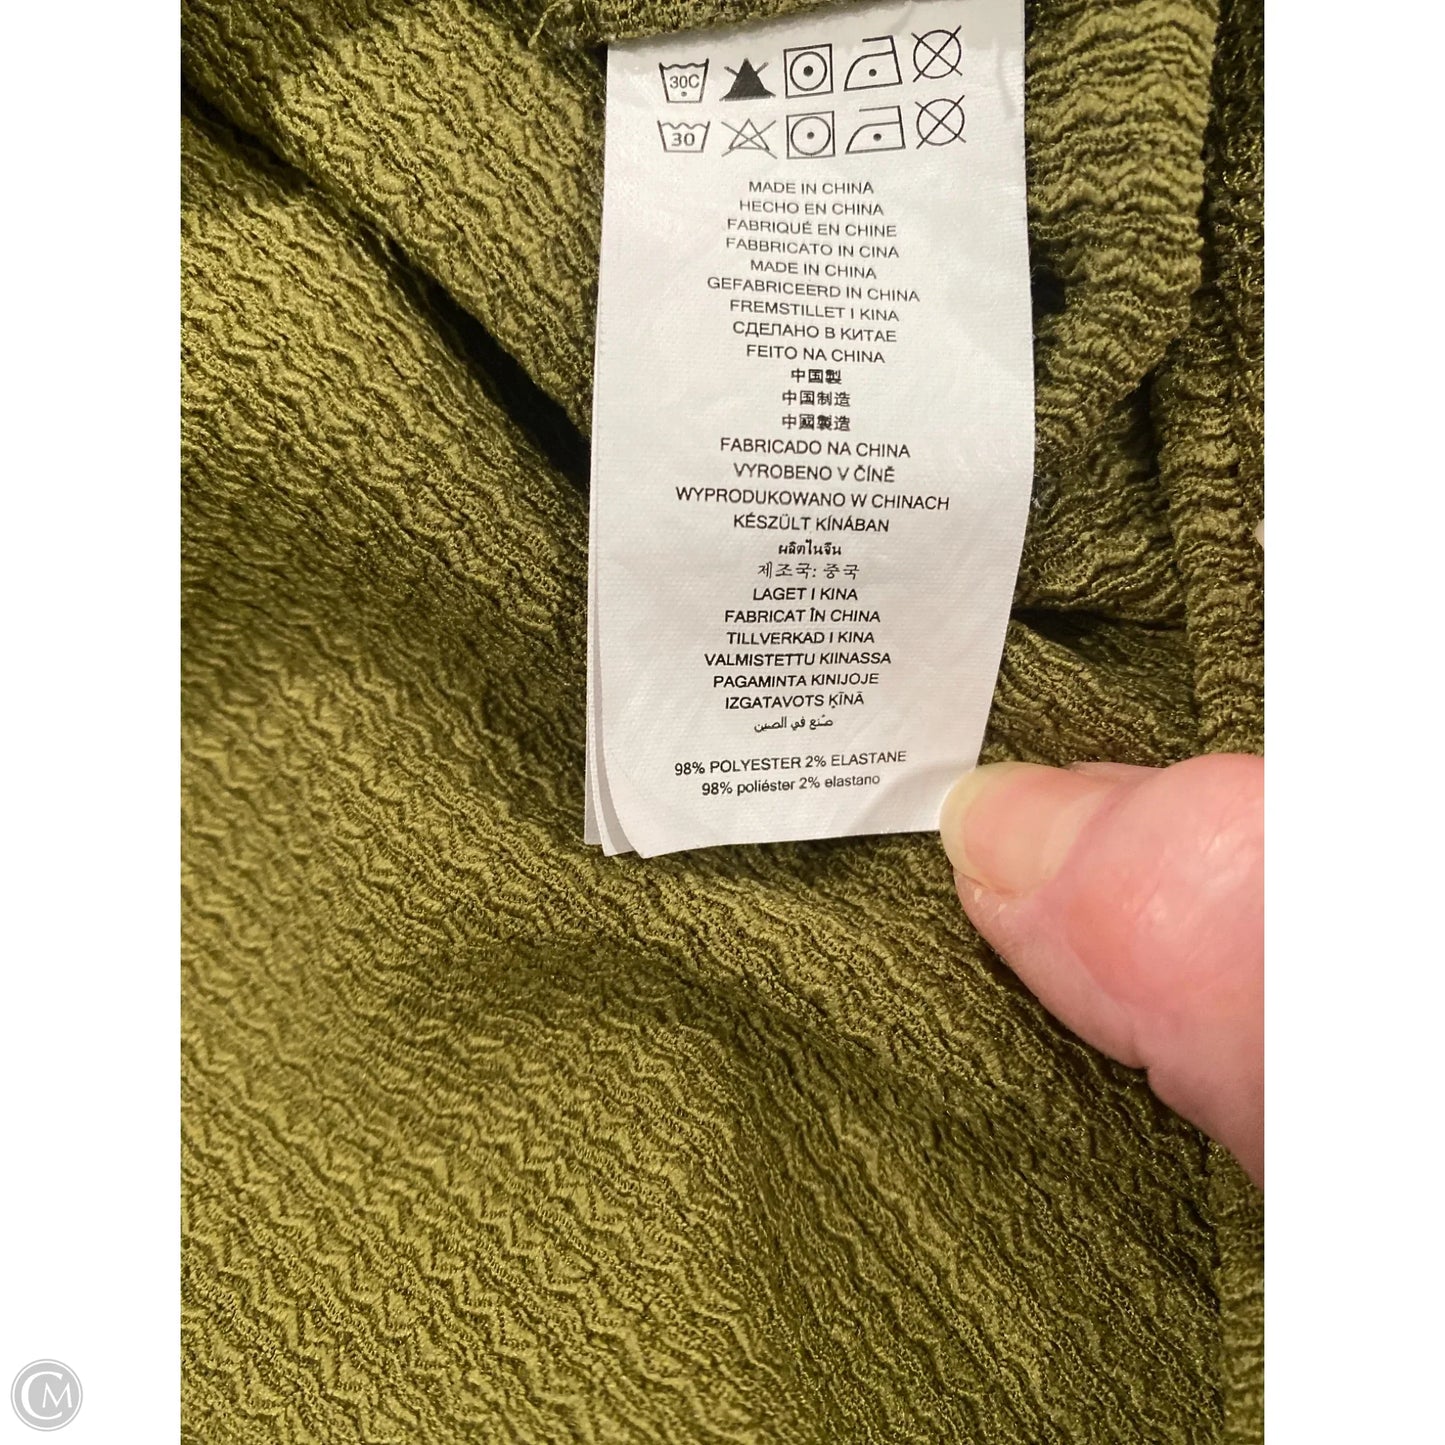 30C
30
MADE IN CHINA
HECHO EN CHINA
FABRIQUÉ EN CHINE
FABBRICATO IN CINA
MADE IN CHINA
GEFABRICEERD IN CHINA
FREMSTILLET I KINA
СДЕЛАНО В КИТАЕ
FEITO NA CHINA
中国製
中国制造
中國製造
FABRICADO NA CHINA
VYROBENO V ČÍNĚ
WYPRODUKOWANO W CHINACH
KÉSZÜLT KÍNÁBAN
ผลิตในจีน
제조국: 중국
LAGET I KINA
FABRICAT ÎN CHINA
TILLVERKAD I KINA
VALMISTETTU KIINASSA
PAGAMINTA KINIJOJE
IZGATAVOTS ĶĪNĀ
صُنع في الصين
98% POLYESTER 2% ELASTANE
98% poliéster 2% elastano
CM